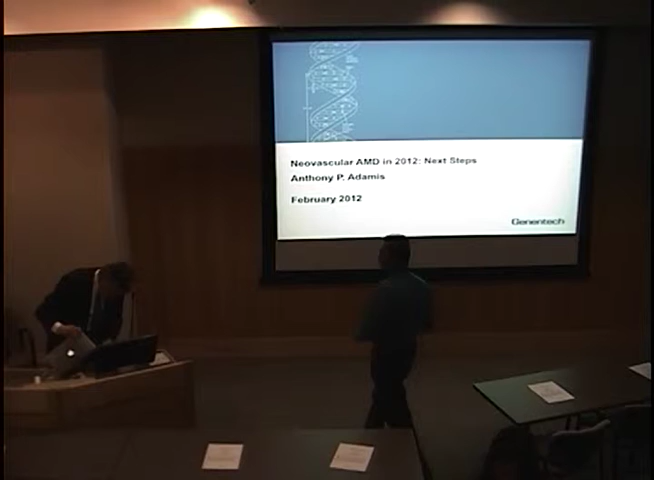 Neovascular AMD in 2012: Next Steps
Anthony P. Adamis
February 2012
Genentech